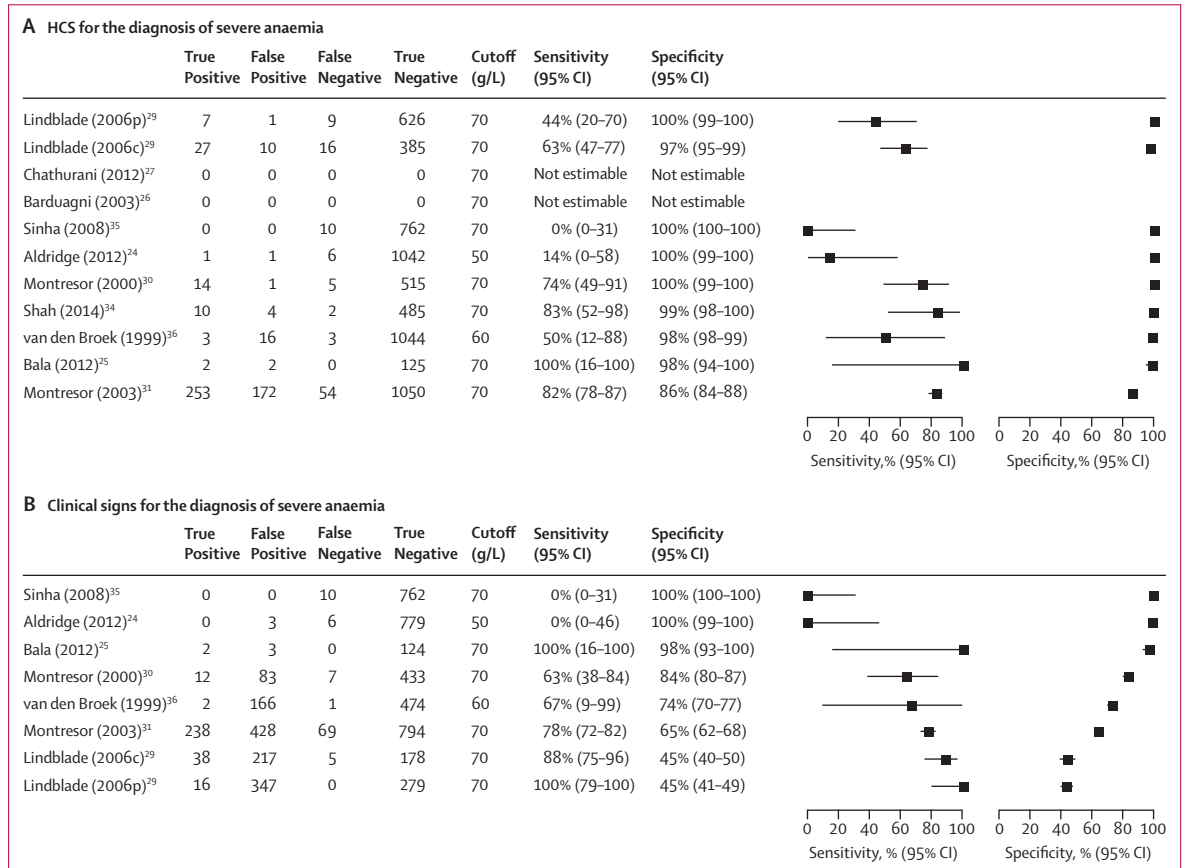 A HCS for the diagnosis of severe anaemia
True Positive False Positive False Negative True Negative Cutoff (g/L) Sensitivity (95% CI) Specificity (95% CI)
Lindblade (2006p)29 7 1 9 626 70 44% (20–70) 100% (99–100)
Lindblade (2006c)29 27 10 16 385 70 63% (47–77) 97% (95–99)
Chathurani (2012)27 0 0 0 0 70 Not estimable Not estimable
Barduagni (2003)26 0 0 0 0 70 Not estimable Not estimable
Sinha (2008)35 0 0 10 762 70 0% (0–31) 100% (100–100)
Aldridge (2012)24 1 1 6 1042 50 14% (0–58) 100% (99–100)
Montresor (2000)30 14 1 5 515 70 74% (49–91) 100% (99–100)
Shah (2014)34 10 4 2 485 70 83% (52–98) 99% (98–100)
van den Broek (1999)36 3 16 3 1044 60 50% (12–88) 98% (98–99)
Bala (2012)25 2 2 0 125 70 100% (16–100) 98% (94–100)
Montresor (2003)31 253 172 54 1050 70 82% (78–87) 86% (84–88)
0 20 40 60 80 100 0 20 40 60 80 100
Sensitivity,% (95% CI) Specificity,% (95% CI)
B Clinical signs for the diagnosis of severe anaemia
True Positive False Positive False Negative True Negative Cutoff (g/L) Sensitivity (95% CI) Specificity (95% CI)
Sinha (2008)35 0 0 10 762 70 0% (0–31) 100% (100–100)
Aldridge (2012)24 0 3 6 779 50 0% (0–46) 100% (99–100)
Bala (2012)25 2 3 0 124 70 100% (16–100) 98% (93–100)
Montresor (2000)30 12 83 7 433 70 63% (38–84) 84% (80–87)
van den Broek (1999)36 2 166 1 474 60 67% (9–99) 74% (70–77)
Montresor (2003)31 238 428 69 794 70 78% (72–82) 65% (62–68)
Lindblade (2006c)29 38 217 5 178 70 88% (75–96) 45% (40–50)
Lindblade (2006p)29 16 347 0 279 70 100% (79–100) 45% (41–49)
0 20 40 60 80 100 0 20 40 60 80 100
Sensitivity, % (95% CI) Specificity, % (95% CI)